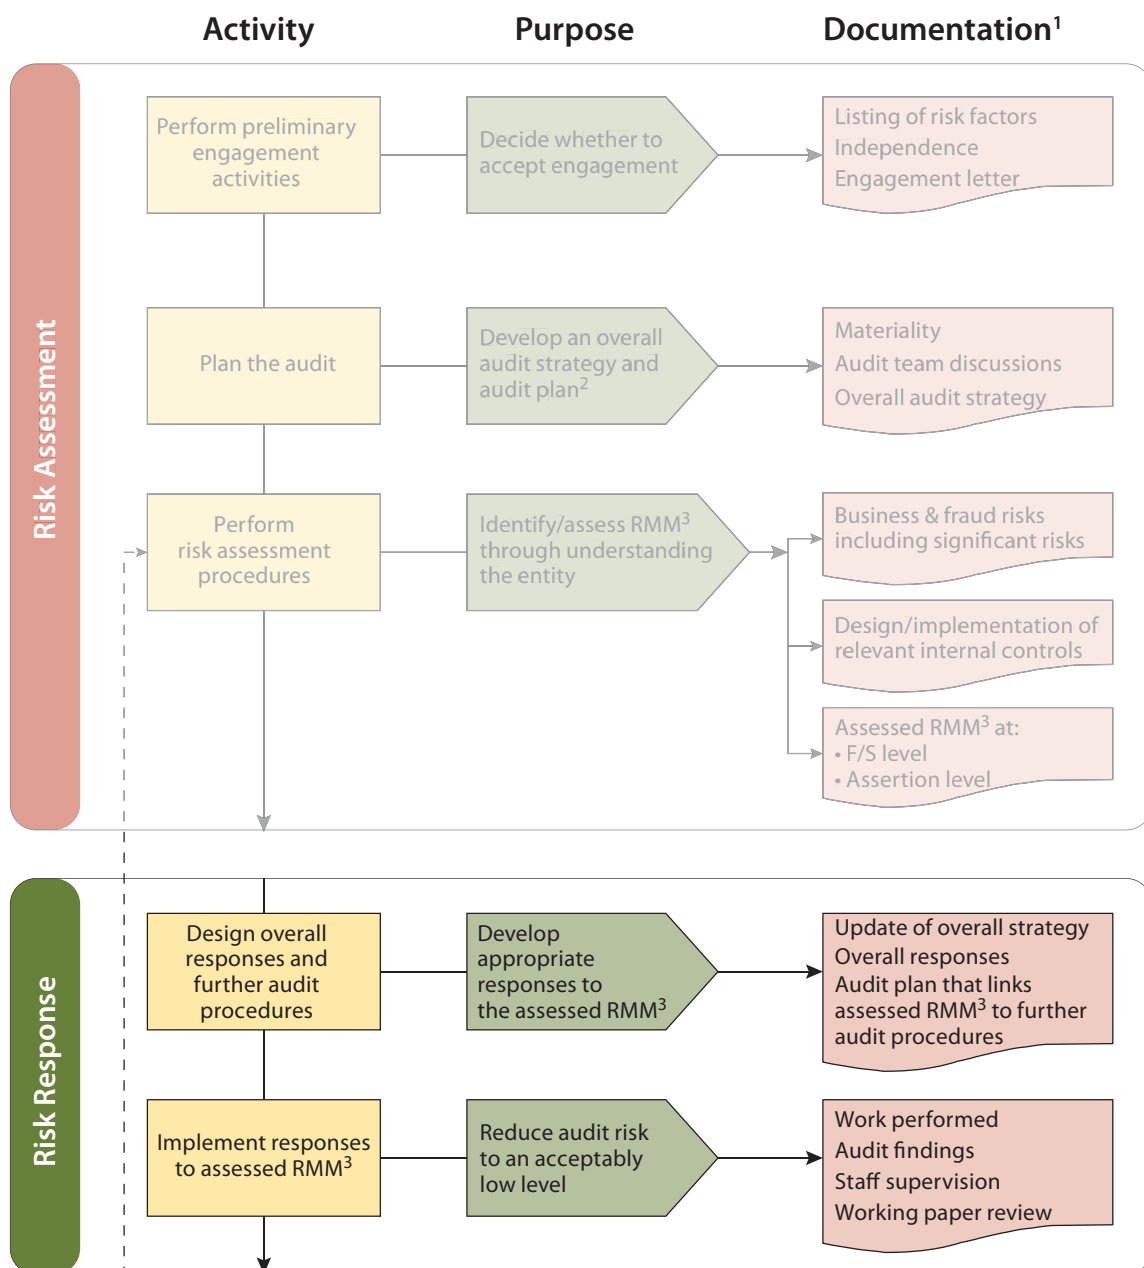 Activity
Purpose
Documentation¹
Risk Assessment
Perform preliminary
engagement
activities
Decide whether to
accept engagement
Listing of risk factors
Independence
Engagement letter
Plan the audit
Develop an overall
audit strategy and
audit plan²
Materiality
Audit team discussions
Overall audit strategy
Perform
risk assessment
procedures
Identify/assess RMM³
through understanding
the entity
Business & fraud risks
including significant risks
Design/implementation of
relevant internal controls
Assessed RMM³ at:
• F/S level
• Assertion level
Risk Response
Design overall
responses and
further audit
procedures
Develop
appropriate
responses to
the assessed RMM³
Update of overall strategy
Overall responses
Audit plan that links
assessed RMM³ to further
audit procedures
Implement responses
to assessed RMM³
Reduce audit risk
to an acceptably
low level
Work performed
Audit findings
Staff supervision
Working paper review